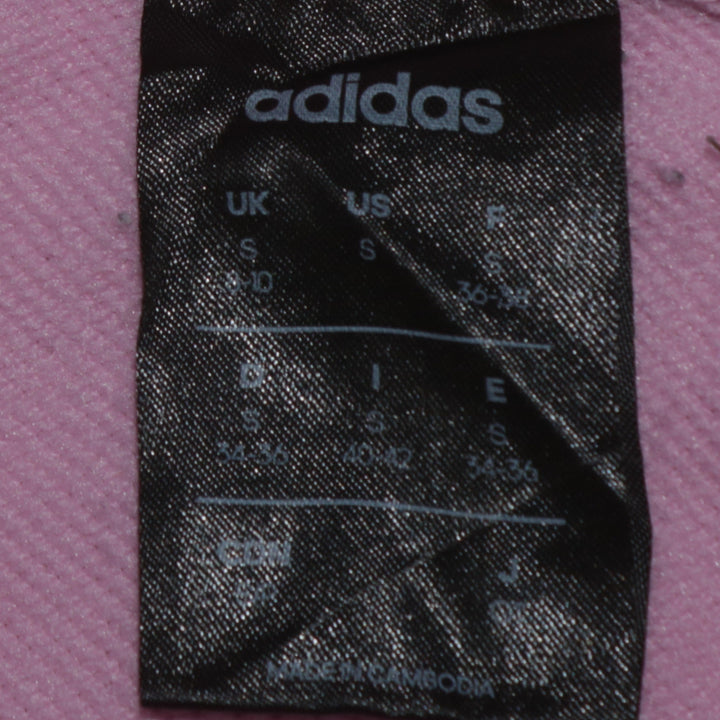 adidas
UK US F
S S S
8-10 36-38
D I E
S S S
34-36 40-42 34-36
CDN J
MADE IN CAMBODIA